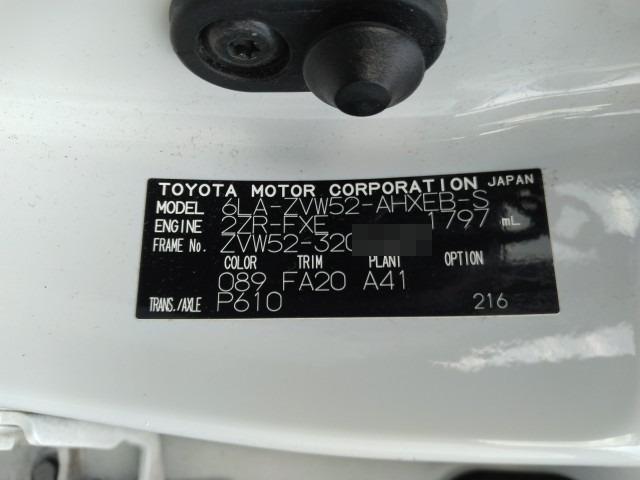 TOYOTA MOTOR CORPORATION JAPAN
MODEL 6LA-ZVW52-AHXEB-S
ENGINE 2ZR-FXE 1797 mL
FRAME No. ZVW52-320
COLOR TRIM PLANT OPTION
089 FA20 A41
TRANS./AXLE P610 216